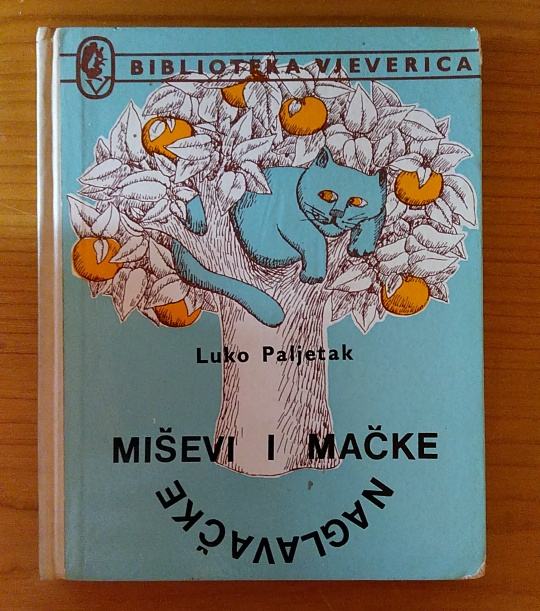 BIBLIOTEKA VJEVERICA
Luko Paljetak
MIŠEVI I MAČKE
NAGLAVAČKE